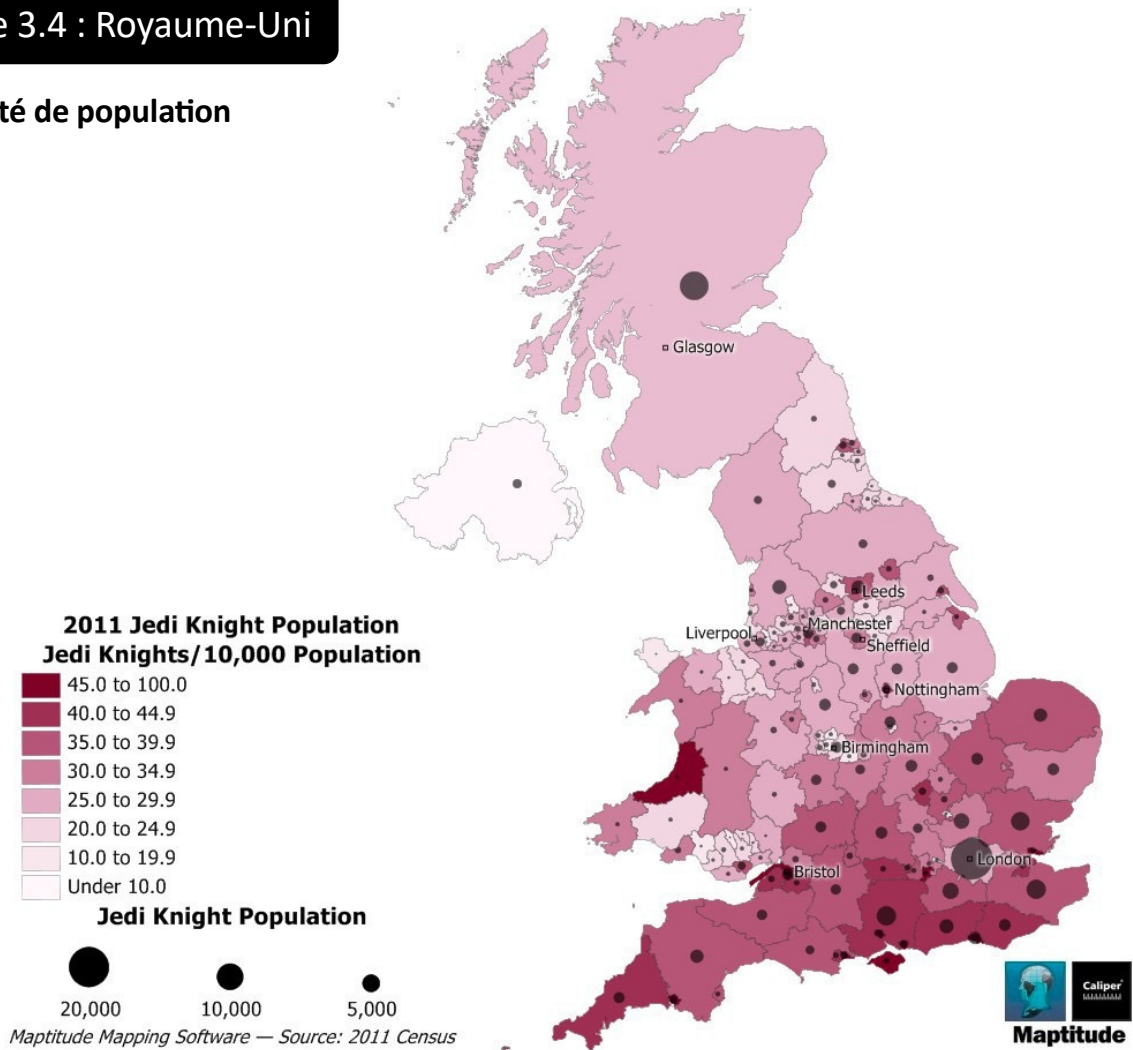 e 3.4 : Royaume-Uni
té de population
Glasgow
Leeds
Manchester
Liverpool
Sheffield
Nottingham
Birmingham
London
Bristol
2011 Jedi Knight Population
Jedi Knights/10,000 Population
45.0 to 100.0
40.0 to 44.9
35.0 to 39.9
30.0 to 34.9
25.0 to 29.9
20.0 to 24.9
10.0 to 19.9
Under 10.0
Jedi Knight Population
20,000 10,000 5,000
Maptitude Mapping Software — Source: 2011 Census
Caliper
Maptitude